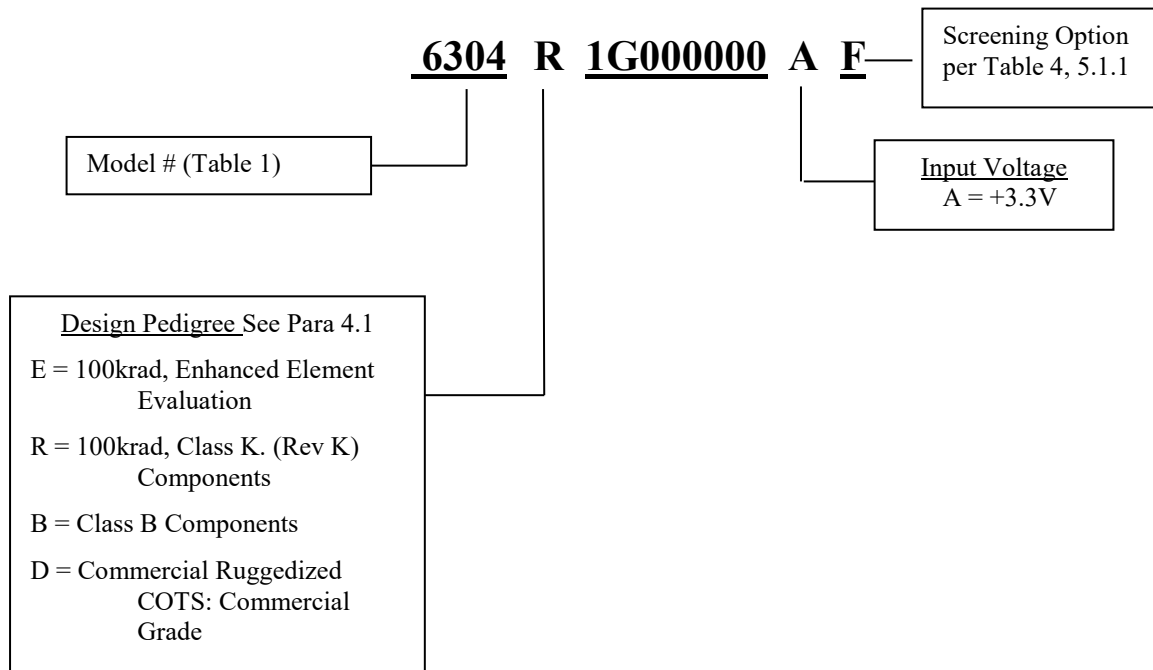 6304 R 1G000000 A F
Screening Option
per Table 4, 5.1.1
Model # (Table 1)
Input Voltage
A = +3.3V
Design Pedigree See Para 4.1
E = 100krad, Enhanced Element
Evaluation
R = 100krad, Class K. (Rev K)
Components
B = Class B Components
D = Commercial Ruggedized
COTS: Commercial
Grade